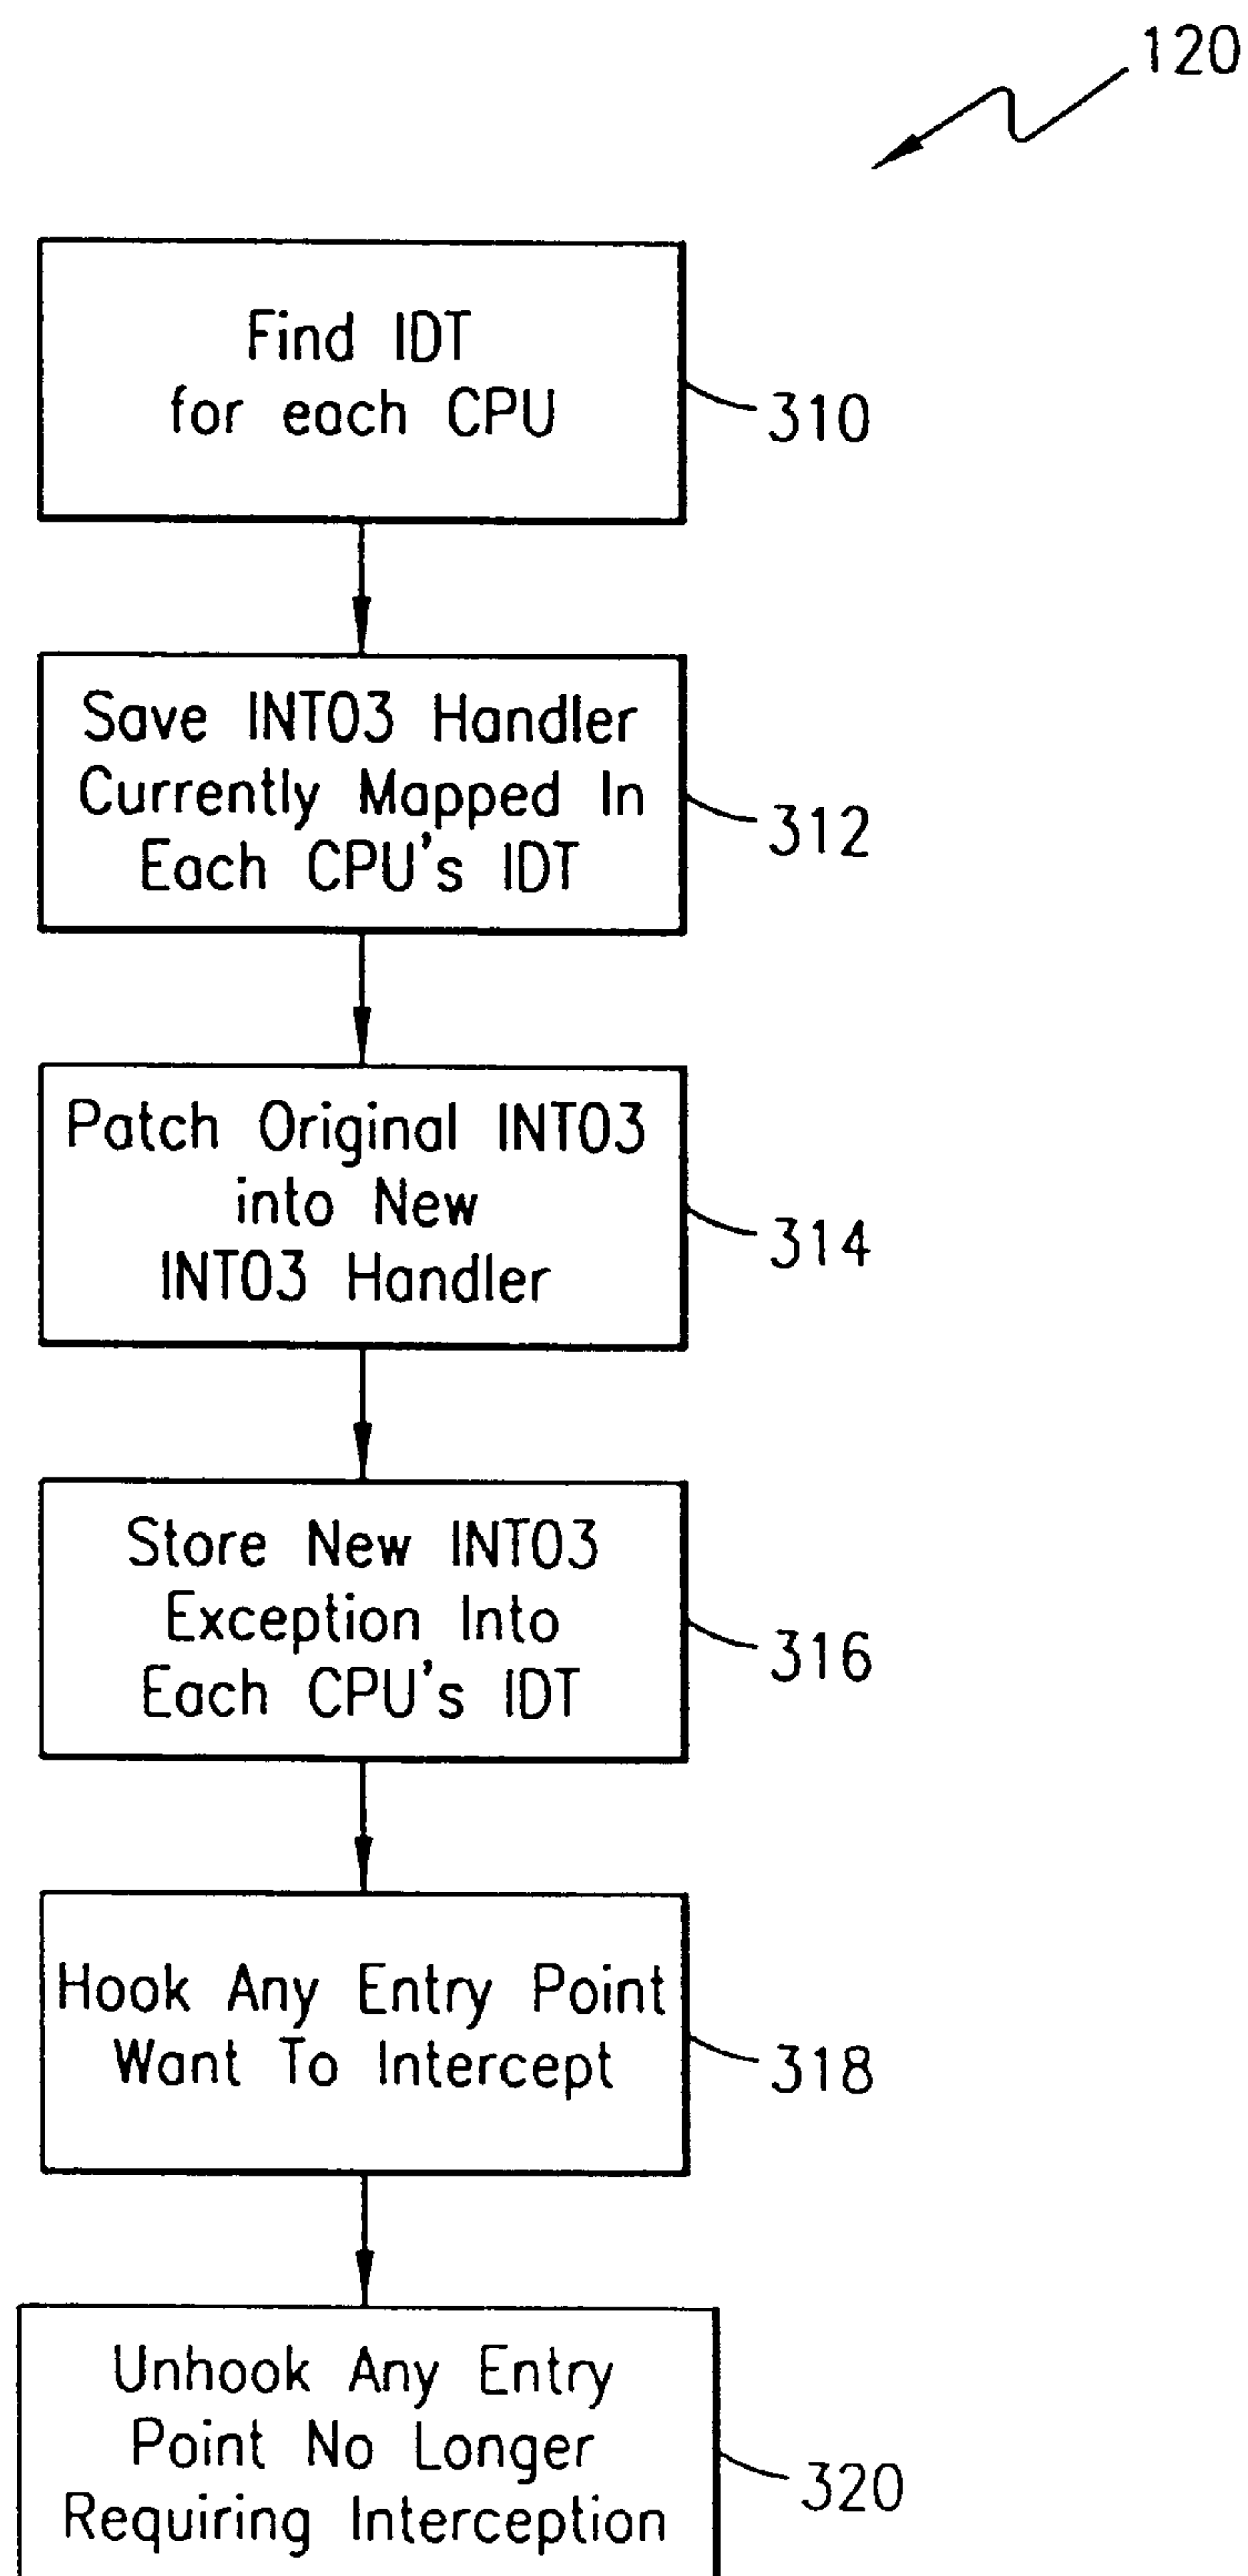 120
Find IDT
for each CPU
310
Save INT03 Handler
Currently Mapped In
Each CPU's IDT
312
Patch Original INT03
into New
INT03 Handler
314
Store New INT03
Exception Into
Each CPU's IDT
316
Hook Any Entry Point
Want To Intercept
318
Unhook Any Entry
Point No Longer
Requiring Interception
320